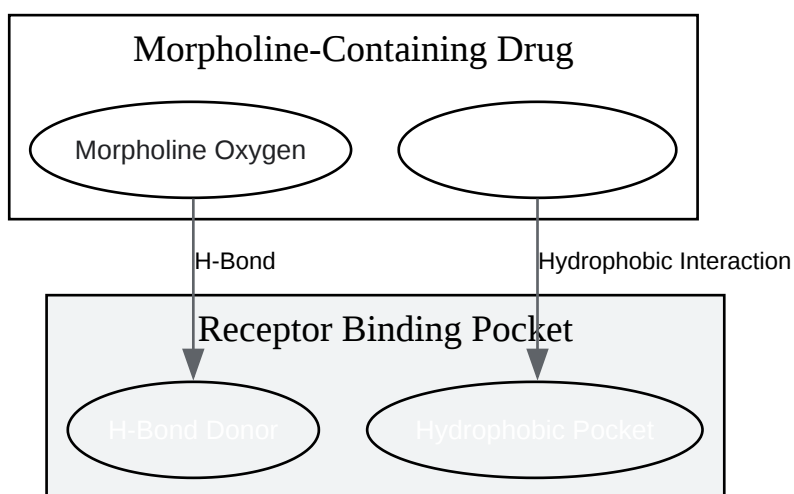 Morpholine-Containing Drug
Morpholine Oxygen
H-Bond
Hydrophobic Interaction
Receptor Binding Pocket
H-Bond Donor
Hydrophobic Pocket